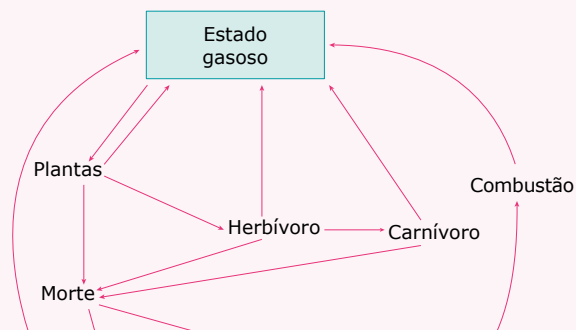 Estado
gasoso
Plantas
Combustão
Herbívoro
Carnívoro
Morte